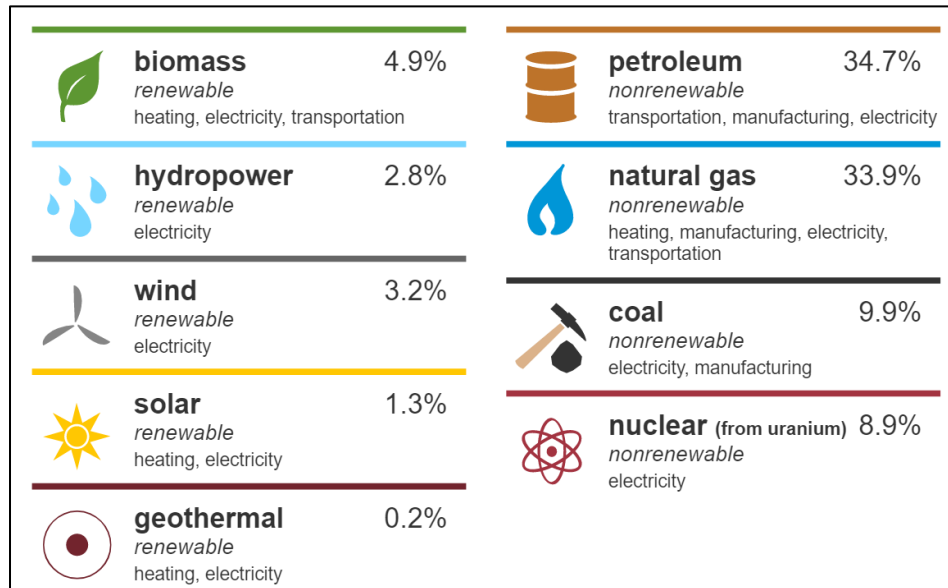 biomass 4.9%
renewable
heating, electricity, transportation
hydropower 2.8%
renewable
electricity
wind 3.2%
renewable
electricity
solar 1.3%
renewable
heating, electricity
geothermal 0.2%
renewable
heating, electricity
petroleum 34.7%
nonrenewable
transportation, manufacturing, electricity
natural gas 33.9%
nonrenewable
heating, manufacturing, electricity,
transportation
coal 9.9%
nonrenewable
electricity, manufacturing
nuclear (from uranium) 8.9%
nonrenewable
electricity